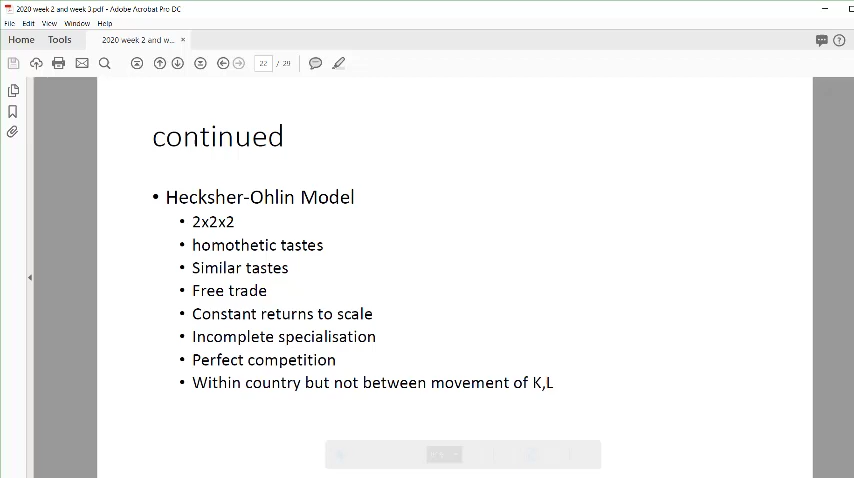 2020 week 2 and week 3.pdf - Adobe Acrobat Pro DC
File Edit View Window Help
Home Tools 2020 week 2 and w... ×
22 / 29
continued
• Hecksher-Ohlin Model
• 2x2x2
• homothetic tastes
• Similar tastes
• Free trade
• Constant returns to scale
• Incomplete specialisation
• Perfect competition
• Within country but not between movement of K,L